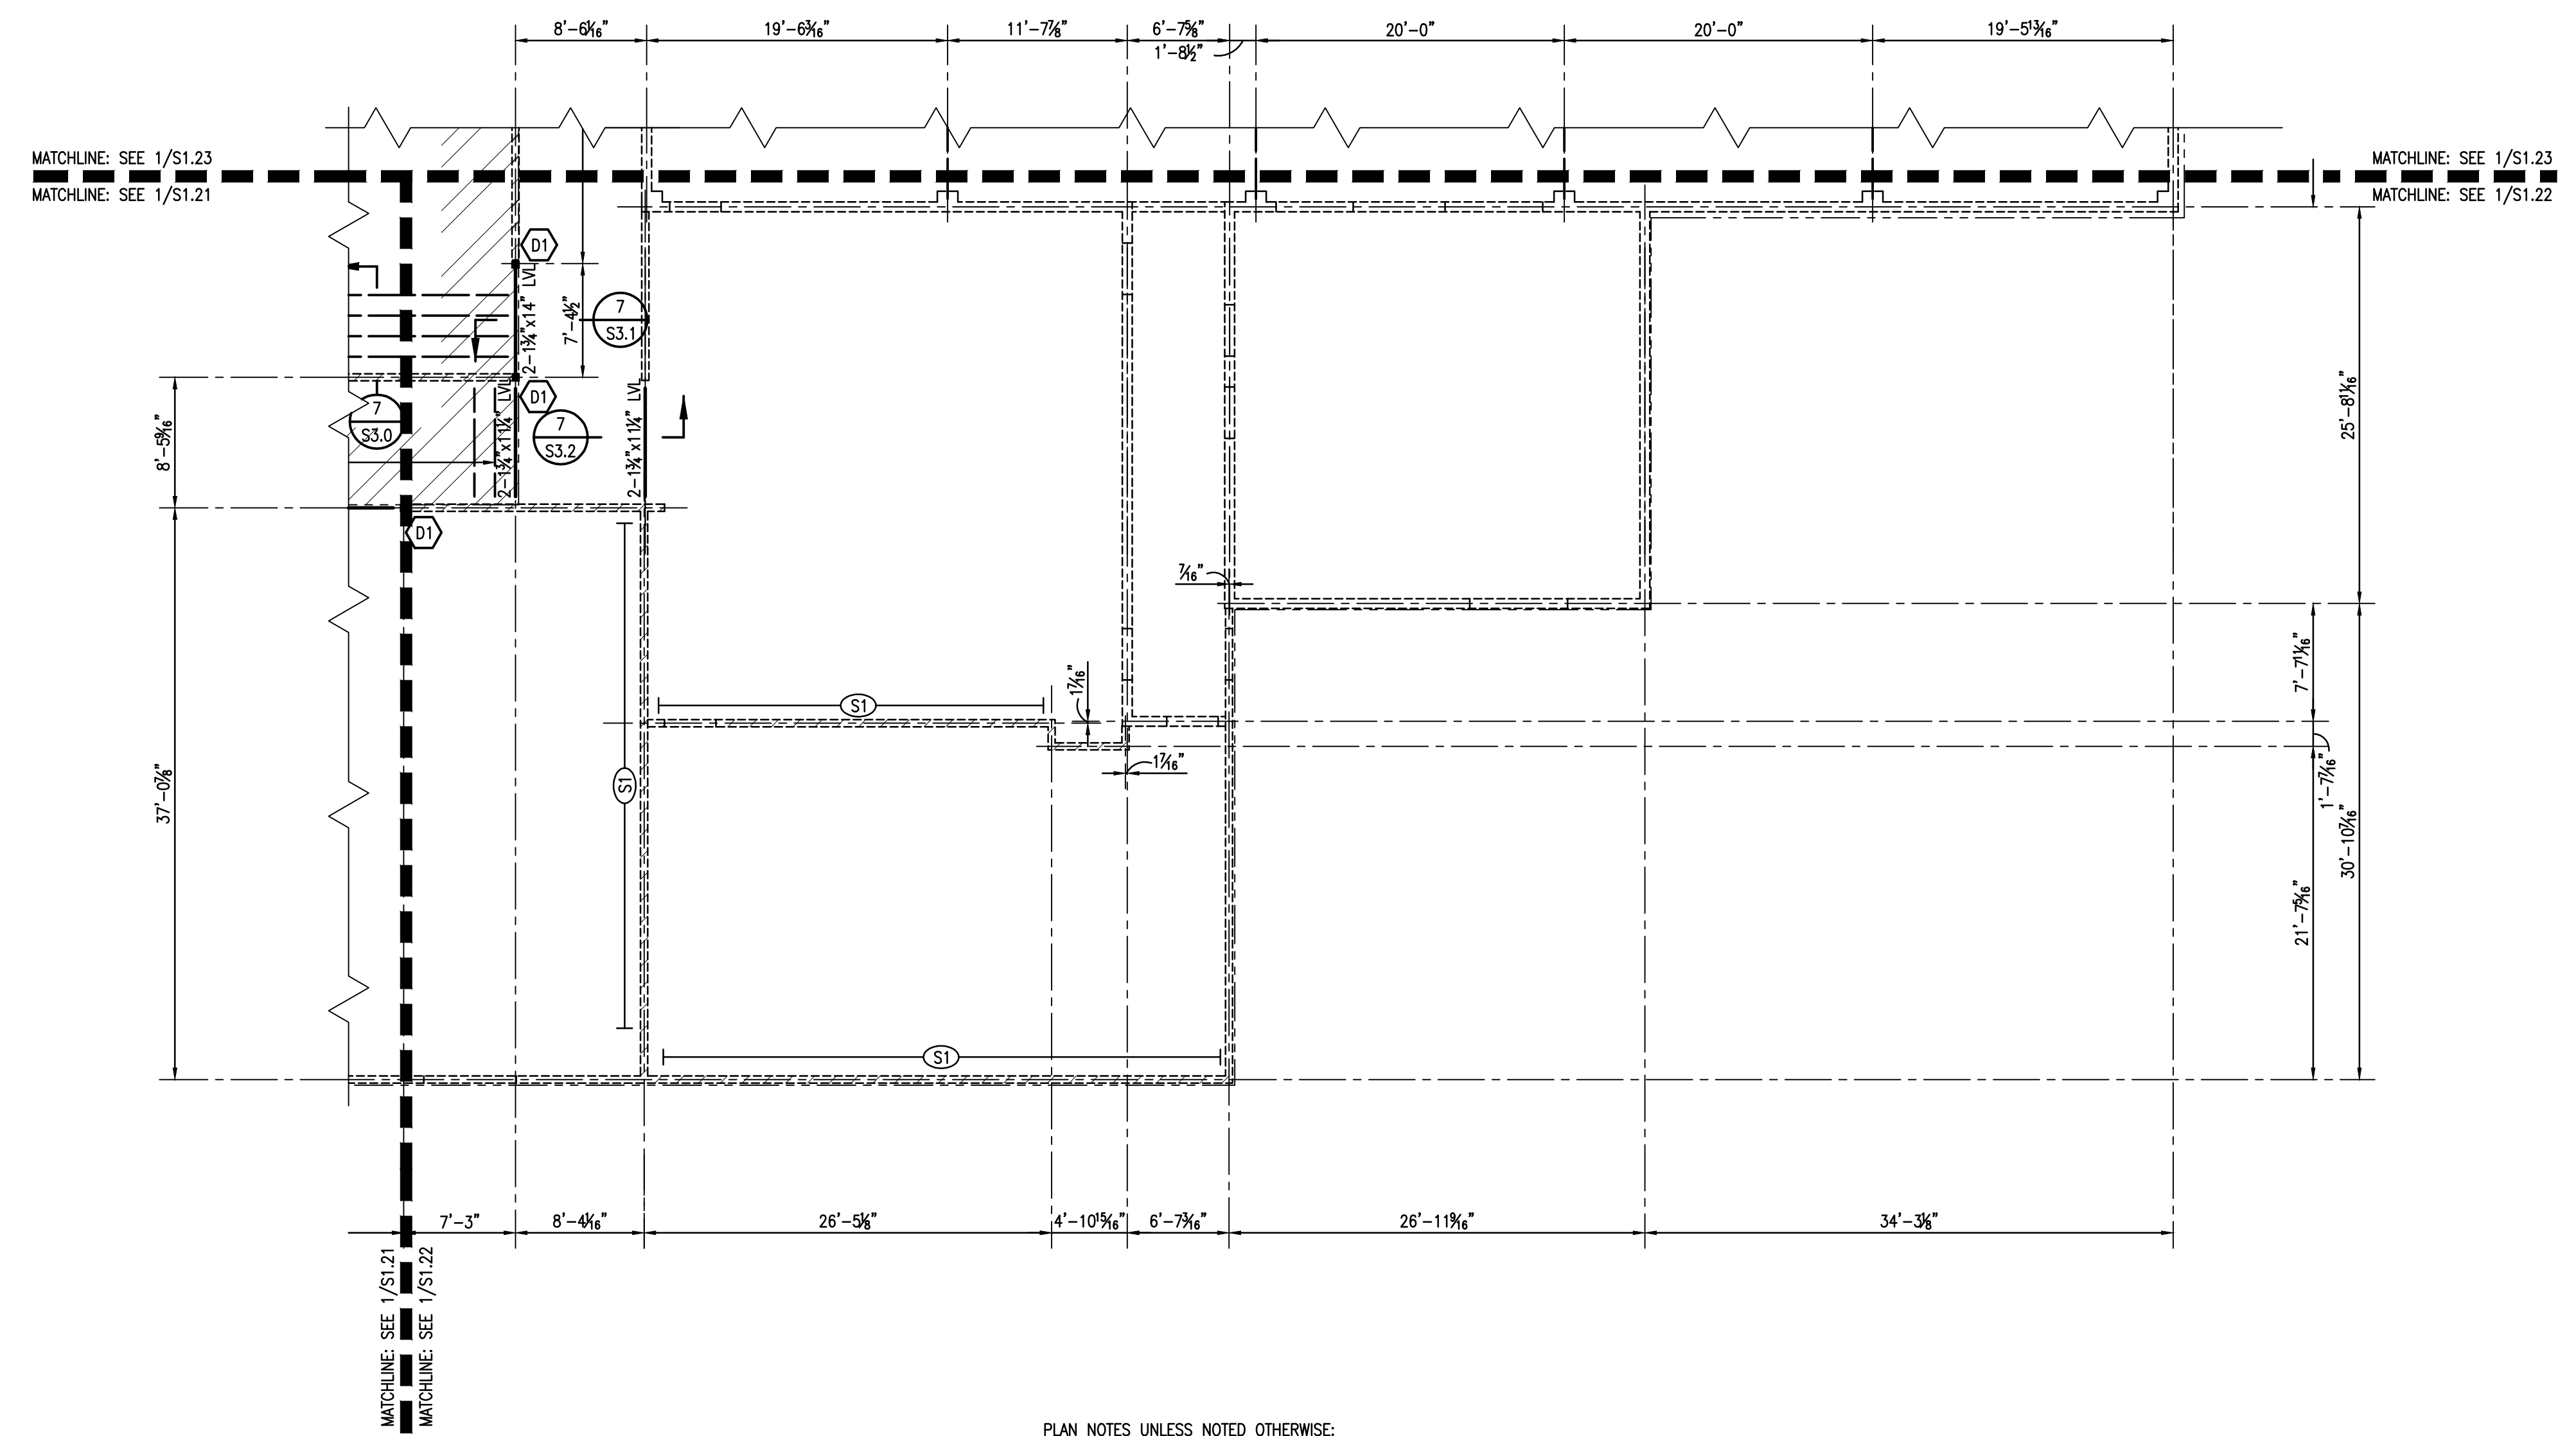 8'-6 1/16"
19'-6 3/16"
11'-7 7/8"
6'-7 5/8"
1'-8 1/2"
20'-0"
20'-0"
19'-5 13/16"
MATCHLINE: SEE 1/S1.23
MATCHLINE: SEE 1/S1.21
MATCHLINE: SEE 1/S1.23
MATCHLINE: SEE 1/S1.22
D1
2-1 3/4"x14" LVL
7'-4 1/2"
7
S3.1
D1
7
S3.0
7
S3.2
2-1 3/4"x11 1/4" LVL
2-1 3/4"x11 1/4" LVL
8'-5 9/16"
25'-8 11/16"
D1
7/16"
7'-7 11/16"
1 7/16"
S1
1 7/16"
S1
37'-0 7/8"
1'-7 7/16"
30'-10 7/16"
21'-7 5/16"
S1
7'-3"
8'-4 1/16"
26'-5 1/8"
4'-10 15/16"
6'-7 3/16"
26'-11 9/16"
34'-3 1/8"
MATCHLINE: SEE 1/S1.21
MATCHLINE: SEE 1/S1.22
PLAN NOTES UNLESS NOTED OTHERWISE: